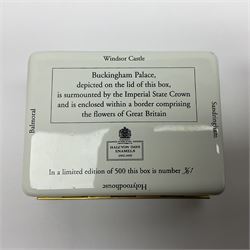 Windsor Castle
Buckingham Palace,
depicted on the lid of this box,
is surmounted by the Imperial State Crown
and is enclosed within a border comprising
the flowers of Great Britain
Balmoral
Sandringham
HALCYON DAYS
ENAMELS
ENGLAND
In a limited edition of 500 this box is number
Holyroodhouse